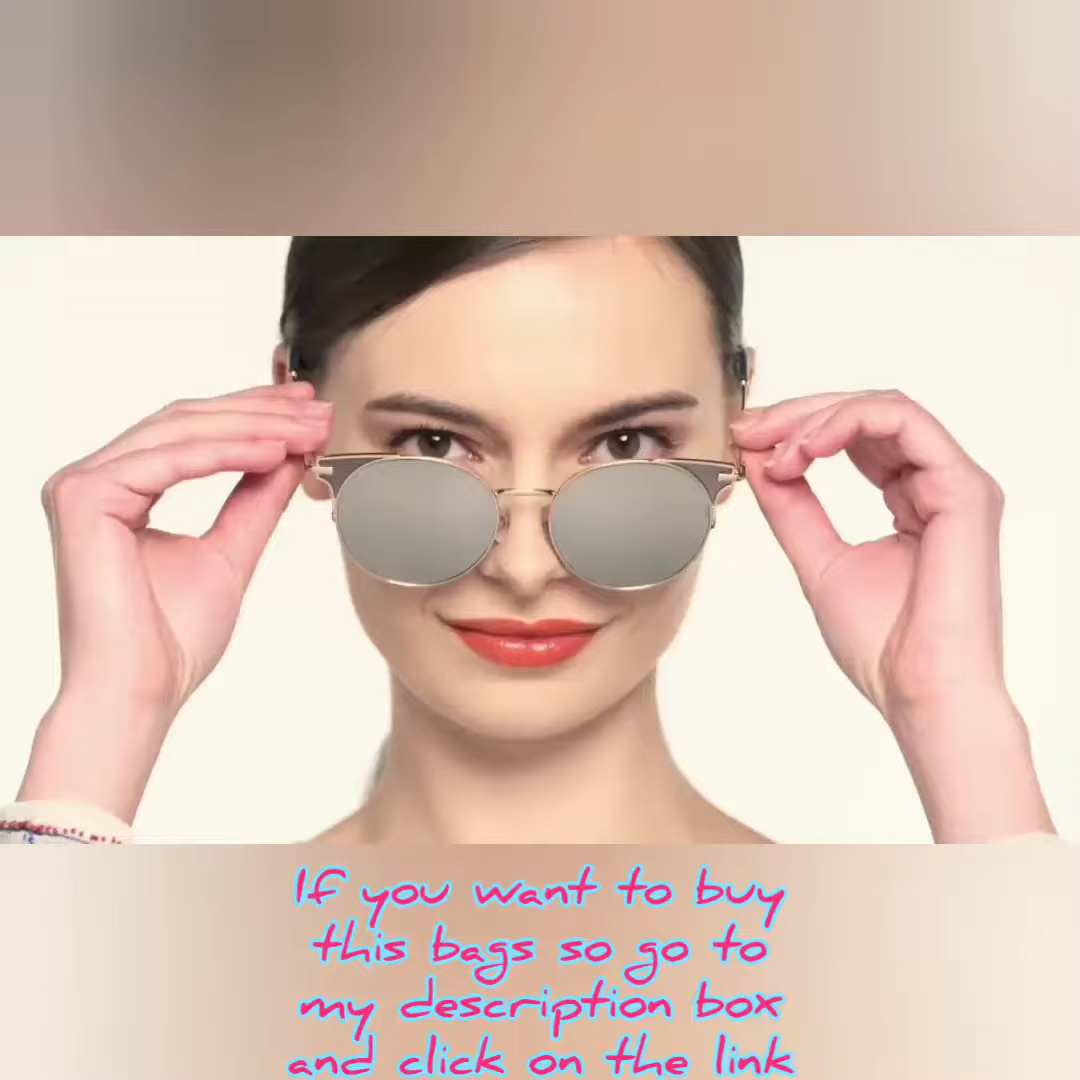 If you want to buy
this bags so go to
my description box
and click on the link